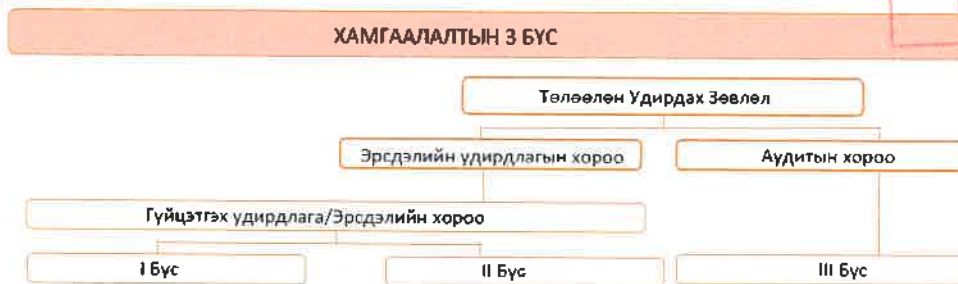 ХАМГААЛАЛТЫН 3 БҮС
Төлөөлөн Удирдах Зөвлөл
Эрсдэлийн удирдлагын хороо
Аудитын хороо
Гүйцэтгэх удирдлага/Эрсдэлийн хороо
I Бүс
II Бүс
III Бүс